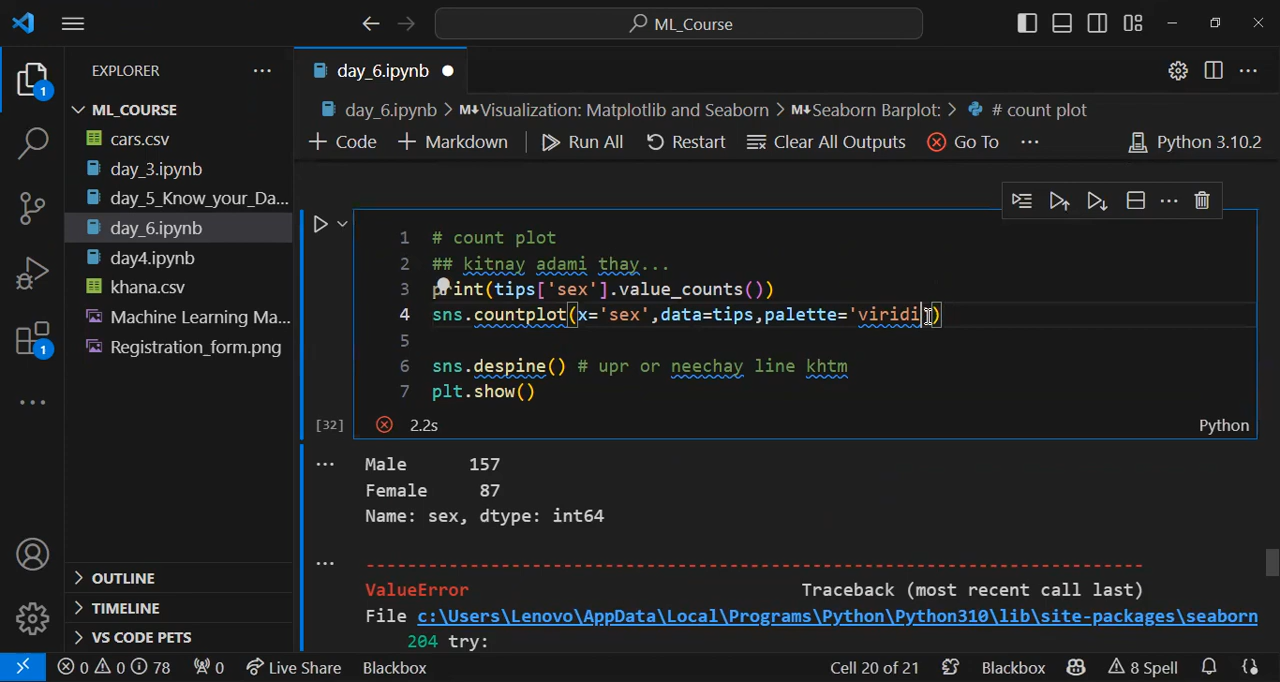 ML_Course
EXPLORER
ML_COURSE
cars.csv
day_3.ipynb
day_5_Know_your_Da...
day_6.ipynb
day4.ipynb
khana.csv
Machine Learning Ma...
Registration_form.png
OUTLINE
TIMELINE
VS CODE PETS
1
1
day_6.ipynb
day_6.ipynb > M↓Visualization: Matplotlib and Seaborn > M↓Seaborn Barplot: > # count plot
+ Code + Markdown Run All Restart Clear All Outputs Go To ... Python 3.10.2
1 # count plot
2 ## kitnay adami thay...
3 print(tips['sex'].value_counts())
4 sns.countplot(x='sex',data=tips,palette='viridi')
5
6 sns.despine() # upr or neechay line khtm
7 plt.show()
[32] 2.2s Python
Male 157
Female 87
Name: sex, dtype: int64
---------------------------------------------------------------------------
ValueError Traceback (most recent call last)
File c:\Users\Lenovo\AppData\Local\Programs\Python\Python310\lib\site-packages\seaborn
204 try:
0 0 78 0 Live Share Blackbox Cell 20 of 21 Blackbox 8 Spell